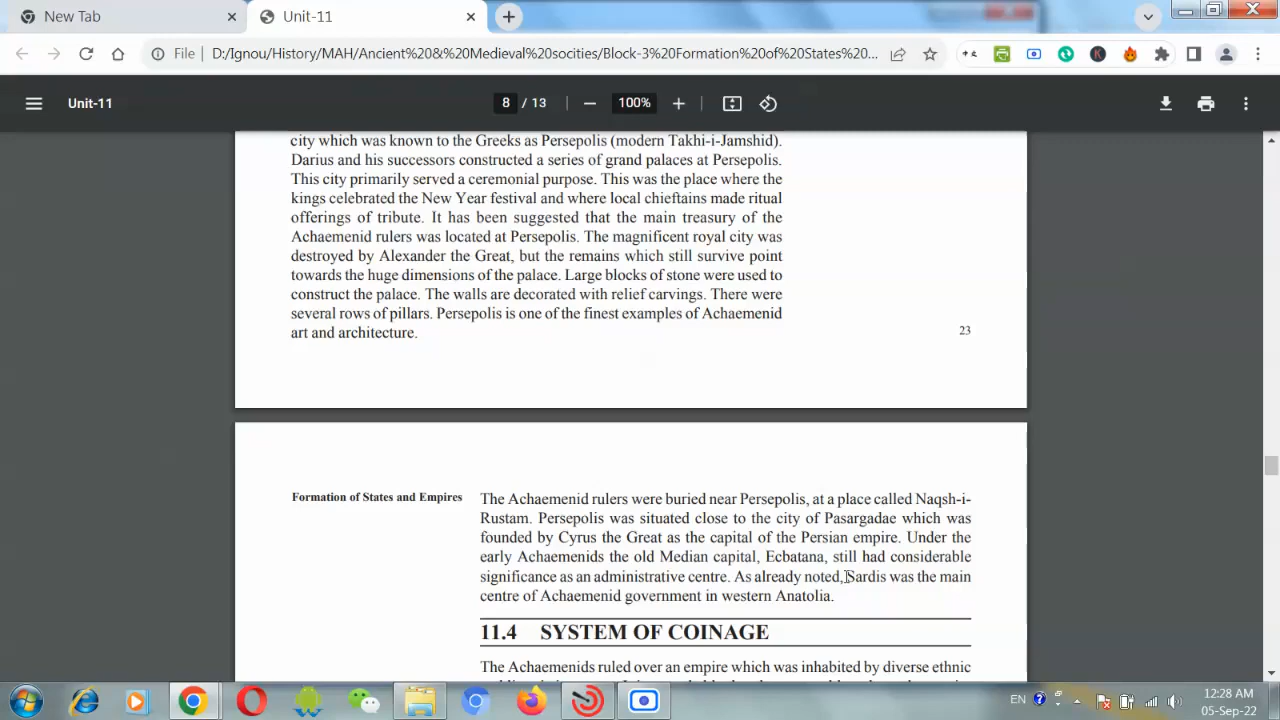 New Tab
Unit-11
File
D:/Ignou/History/MAH/Ancient%20&%20Medieval%20socities/Block-3%20Formation%20of%20States%20...
Unit-11
8 / 13
100%
city which was known to the Greeks as Persepolis (modern Takhi-i-Jamshid).
Darius and his successors constructed a series of grand palaces at Persepolis.
This city primarily served a ceremonial purpose. This was the place where the
kings celebrated the New Year festival and where local chieftains made ritual
offerings of tribute. It has been suggested that the main treasury of the
Achaemenid rulers was located at Persepolis. The magnificent royal city was
destroyed by Alexander the Great, but the remains which still survive point
towards the huge dimensions of the palace. Large blocks of stone were used to
construct the palace. The walls are decorated with relief carvings. There were
several rows of pillars. Persepolis is one of the finest examples of Achaemenid
art and architecture.
23
Formation of States and Empires
The Achaemenid rulers were buried near Persepolis, at a place called Naqsh-i-
Rustam. Persepolis was situated close to the city of Pasargadae which was
founded by Cyrus the Great as the capital of the Persian empire. Under the
early Achaemenids the old Median capital, Ecbatana, still had considerable
significance as an administrative centre. As already noted, Sardis was the main
centre of Achaemenid government in western Anatolia.
11.4 SYSTEM OF COINAGE
The Achaemenids ruled over an empire which was inhabited by diverse ethnic
EN
12:28 AM
05-Sep-22